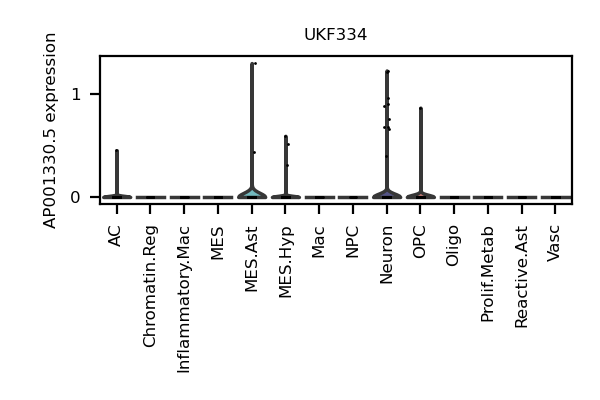 UKF334
AP001330.5 expression
1
0
AC
Chromatin.Reg
Inflammatory.Mac
MES
MES.Ast
MES.Hyp
Mac
NPC
Neuron
OPC
Oligo
Prolif.Metab
Reactive.Ast
Vasc